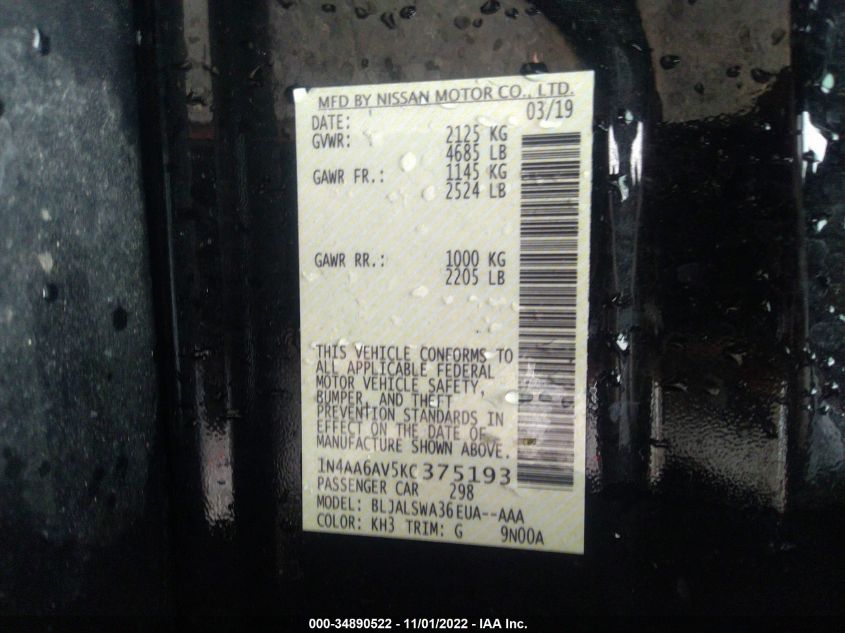 MFD BY NISSAN MOTOR CO., LTD.
DATE: 03/19
GVWR: 2125 KG
4685 LB
GAWR FR.: 1145 KG
2524 LB
GAWR RR.: 1000 KG
2205 LB
THIS VEHICLE CONFORMS TO
ALL APPLICABLE FEDERAL
MOTOR VEHICLE SAFETY,
BUMPER, AND THEFT
PREVENTION STANDARDS IN
EFFECT ON THE DATE OF
MANUFACTURE SHOWN ABOVE.
1N4AA6AV5KC375193
PASSENGER CAR 298
MODEL: BLJALSWA36EUA--AAA
COLOR: KH3 TRIM: G 9N00A
000-34890522 - 11/01/2022 - IAA Inc.